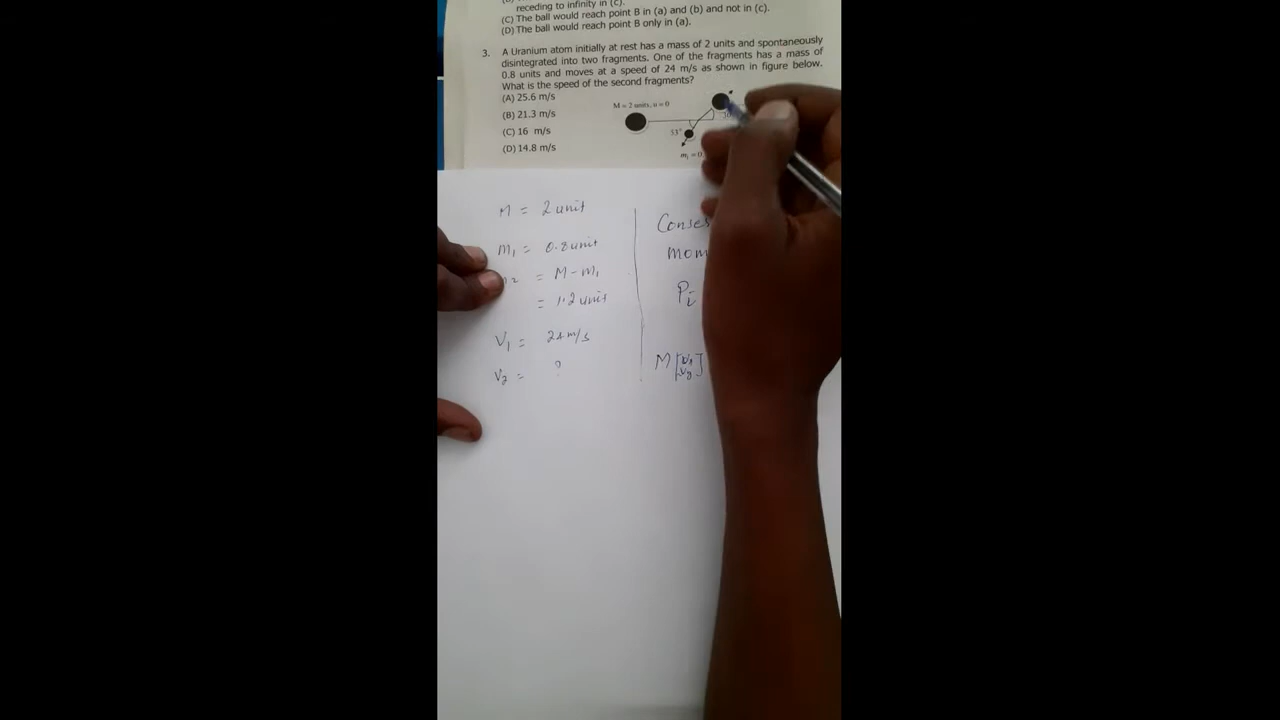 receding to infinity in (c).
(C) The ball would reach point B in (a) and (b) and not in (c).
(D) The ball would reach point B only in (a).
3. A Uranium atom initially at rest has a mass of 2 units and spontaneously
disintegrated into two fragments. One of the fragments has a mass of
0.8 units and moves at a speed of 24 m/s as shown in figure below.
What is the speed of the second fragments?
(A) 25.6 m/s
(B) 21.3 m/s
(C) 16 m/s
(D) 14.8 m/s
M = 2 units, u = 0
53°
m₁ = 0.
M = 2 unit
m₁ = 0.8 unit
= M - m₁
= 1.2 unit
V₁ = 24 m/s
V₂ = ?
Conse
mom
Pᵢ